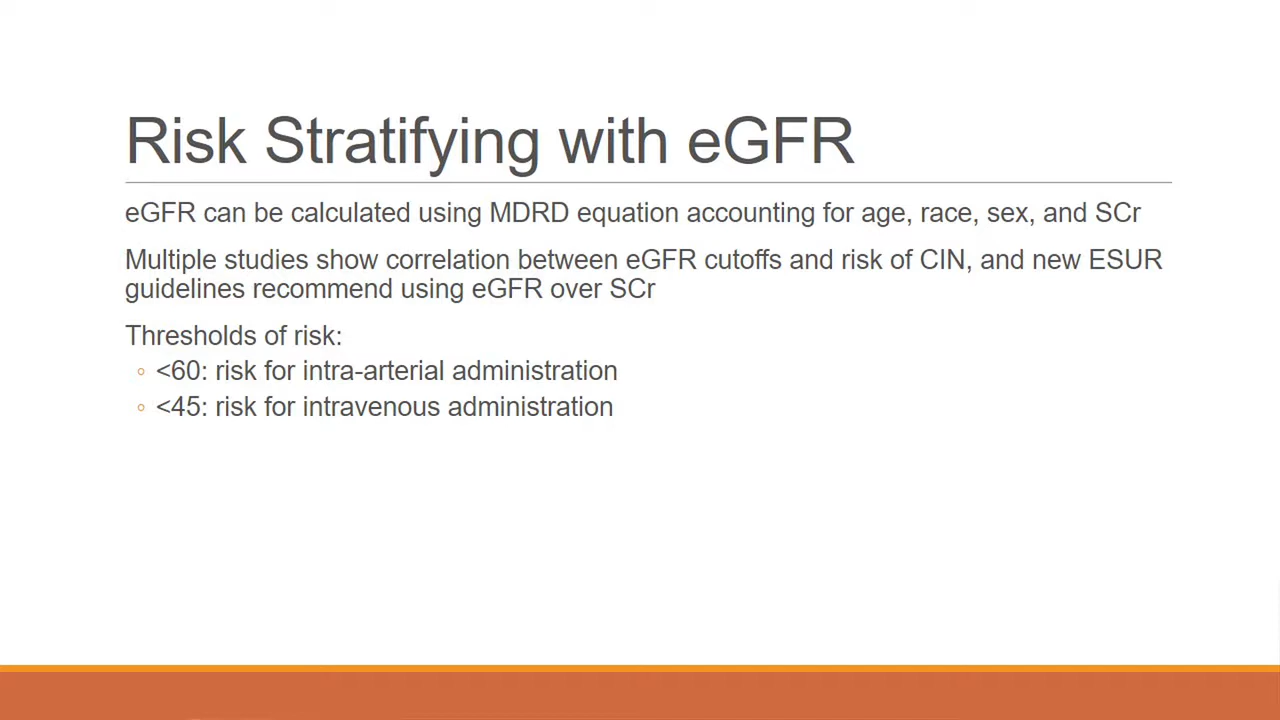 Risk Stratifying with eGFR
eGFR can be calculated using MDRD equation accounting for age, race, sex, and SCr
Multiple studies show correlation between eGFR cutoffs and risk of CIN, and new ESUR
guidelines recommend using eGFR over SCr
Thresholds of risk:
◦ <60: risk for intra-arterial administration
◦ <45: risk for intravenous administration